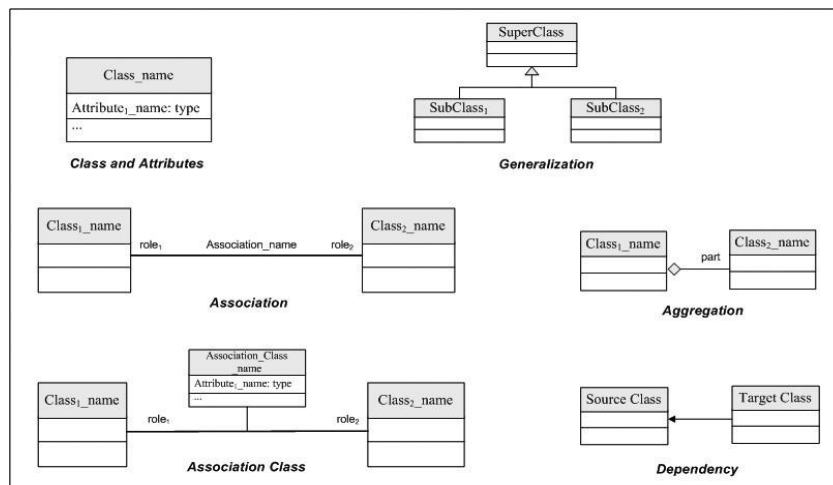 Class_name
Attribute₁_name: type
...
Class and Attributes
SuperClass
SubClass₁
SubClass₂
Generalization
Class₁_name
role₁
Association_name
role₂
Class₂_name
Association
Class₁_name
part
Class₂_name
Aggregation
Association_Class
_name
Attribute₁_name: type
...
Class₁_name
role₁
role₂
Class₂_name
Association Class
Source Class
Target Class
Dependency